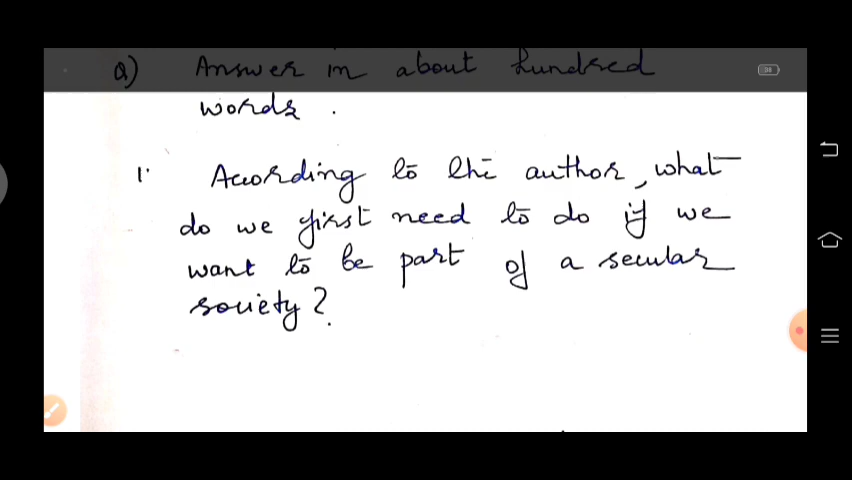 Q) Answer in about hundred
words.
1. According to the author, what
do we first need to do if we
want to be part of a secular
society?